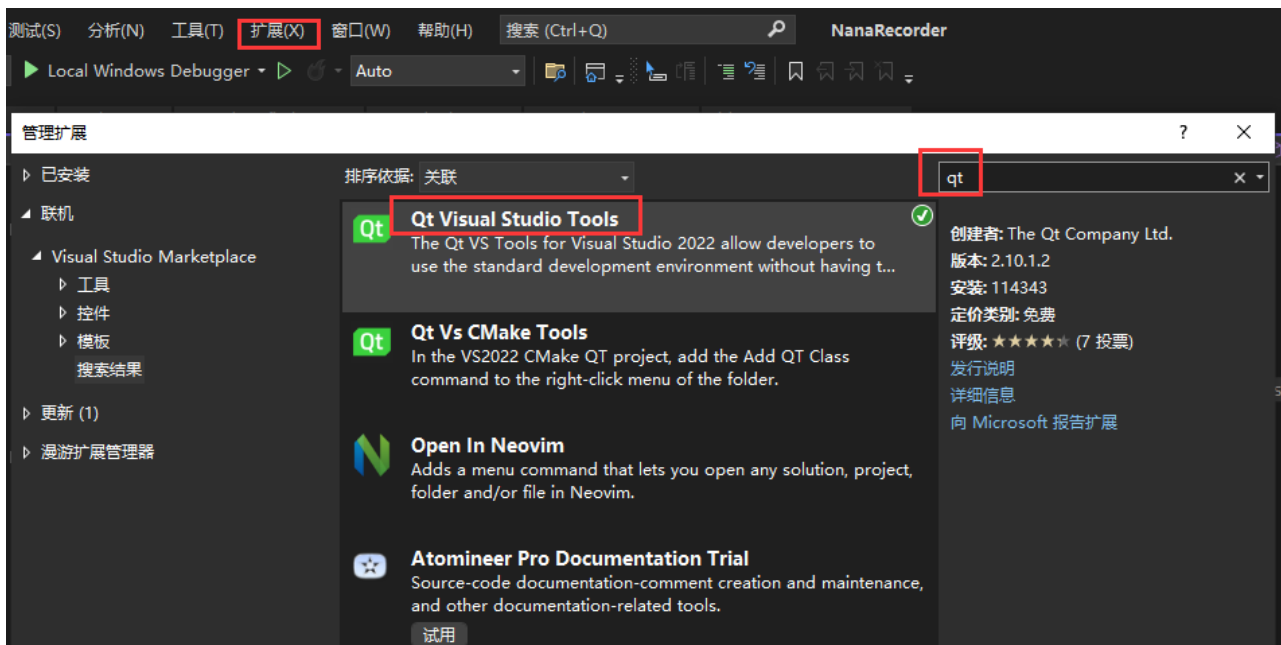 测试(S) 分析(N) 工具(T) 扩展(X) 窗口(W) 帮助(H) 搜索 (Ctrl+Q) NanaRecorder
Local Windows Debugger Auto
管理扩展 ? ×
已安装 排序依据: 关联 qt
联机
Qt Visual Studio Tools
The Qt VS Tools for Visual Studio 2022 allow developers to
use the standard development environment without having t...
Visual Studio Marketplace
工具
控件
模板
搜索结果
更新 (1)
漫游扩展管理器
Qt Vs CMake Tools
In the VS2022 CMake QT project, add the Add QT Class
command to the right-click menu of the folder.
Open In Neovim
Adds a menu command that lets you open any solution, project,
folder and/or file in Neovim.
Atomineer Pro Documentation Trial
Source-code documentation-comment creation and maintenance,
and other documentation-related tools.
试用
创建者: The Qt Company Ltd.
版本: 2.10.1.2
安装: 114343
定价类别: 免费
评级: ★★★★★ (7 投票)
发行说明
详细信息
向 Microsoft 报告扩展
Qt
Qt